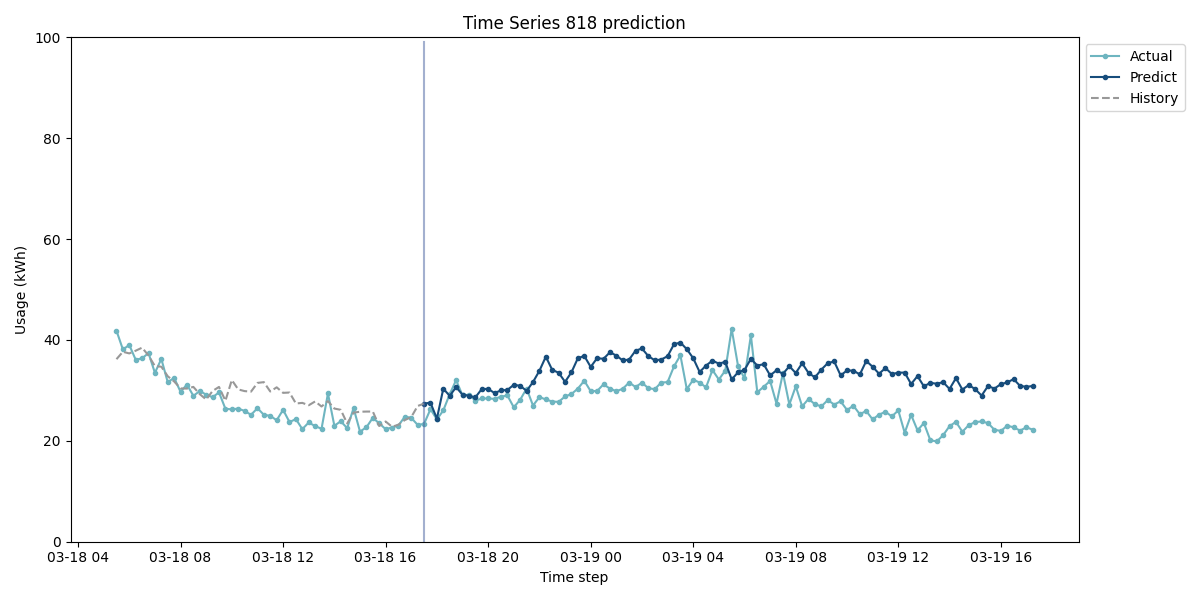 Time Series 818 prediction
100
80
60
40
20
0
Usage (kWh)
03-18 04 03-18 08 03-18 12 03-18 16 03-18 20 03-19 00 03-19 04 03-19 08 03-19 12 03-19 16
Time step
Actual
Predict
History